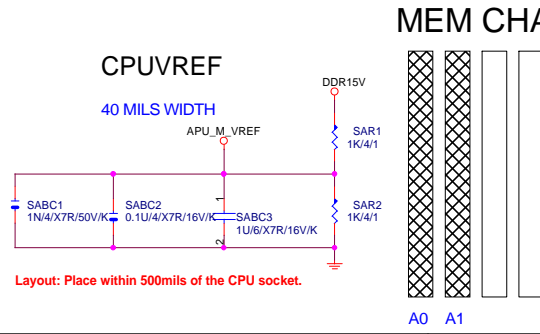 MEM CHA
CPUVREF
DDR15V
40 MILS WIDTH
APU_M_VREF
SAR1
1K/4/1
1
SABC1
1N/4/X7R/50V/K
SABC2
0.1U/4/X7R/16V/K
SABC3
1U/6/X7R/16V/K
SAR2
1K/4/1
2
Layout: Place within 500mils of the CPU socket.
A0 A1